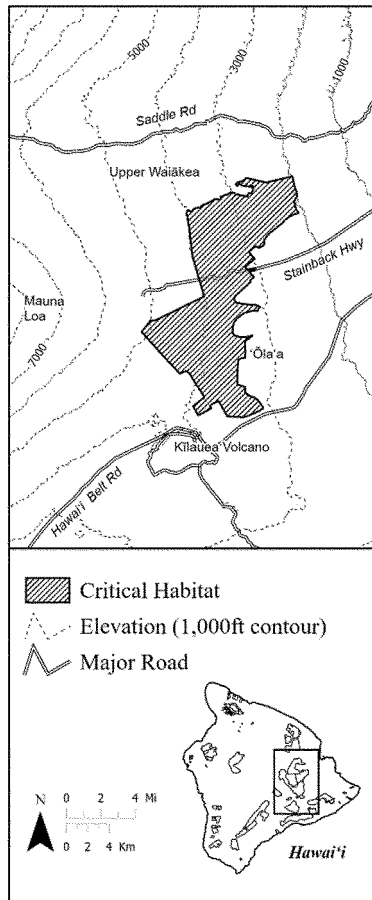 5000
3000
1000
Saddle Rd
Upper Waiākea
Stainback Hwy
Mauna
Loa
7000
ʻŌlaʻa
Kīlauea Volcano
Hawaiʻi Belt Rd
Critical Habitat
Elevation (1,000ft contour)
Major Road
N
0 2 4 Mi
0 2 4 Km
Hawaiʻi